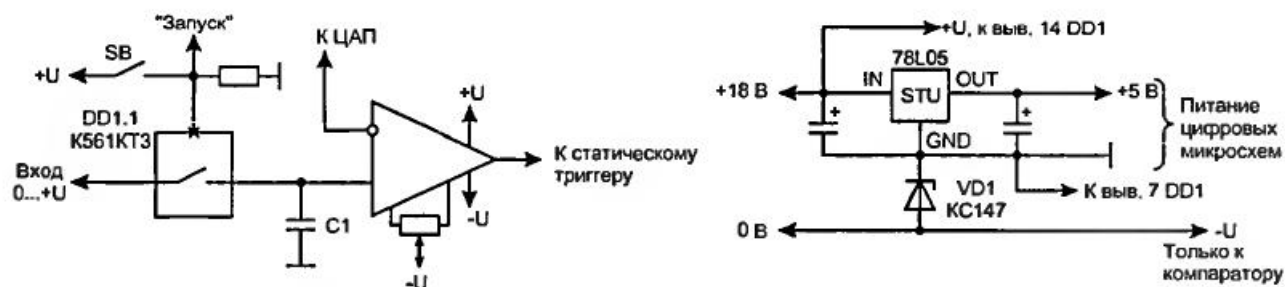 "Запуск"
SB
+U
DD1.1
К561КТ3
Вход
0...+U
C1
К ЦАП
+U
-U
-U
К статическому
триггеру
+U, к выв. 14 DD1
78L05
IN
STU
OUT
+18 В
+
+
+5 В
GND
Питание
цифровых
микросхем
К выв. 7 DD1
VD1
КС147
0 В
-U
Только к
компаратору